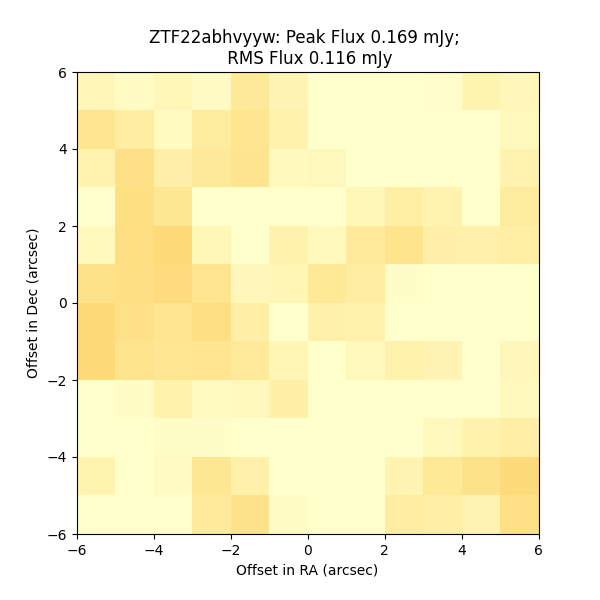 ZTF22abhvyyw: Peak Flux 0.169 mJy;
RMS Flux 0.116 mJy
6
4
2
0
−2
−4
−6
Offset in Dec (arcsec)
−6 −4 −2 0 2 4 6
Offset in RA (arcsec)